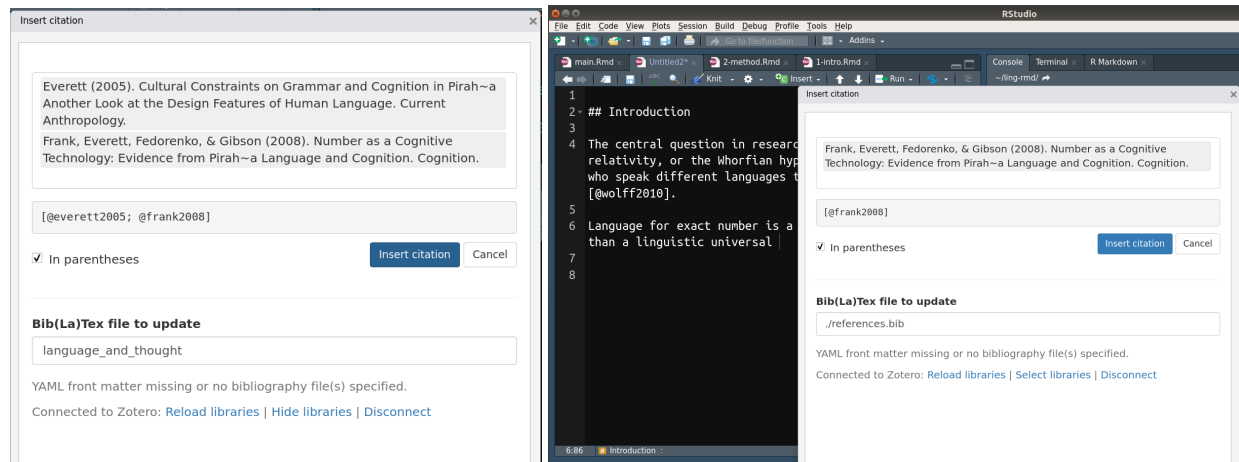 Insert citation
Everett (2005). Cultural Constraints on Grammar and Cognition in Pirah~a
Another Look at the Design Features of Human Language. Current
Anthropology.
Frank, Everett, Fedorenko, & Gibson (2008). Number as a Cognitive
Technology: Evidence from Pirah~a Language and Cognition. Cognition.
[@everett2005; @frank2008]
In parentheses
Insert citation Cancel
Bib(La)Tex file to update
language_and_thought
YAML front matter missing or no bibliography file(s) specified.
Connected to Zotero: Reload libraries | Hide libraries | Disconnect
RStudio
File Edit Code View Plots Session Build Debug Profile Tools Help
Go to file/function Addins
main.Rmd Untitled2* 2-method.Rmd 1-intro.Rmd
ABC Knit Insert Run
Console Terminal R Markdown
~/ling-rmd/
1
2 ## Introduction
3
4 The central question in researc
relativity, or the Whorfian hyp
who speak different languages t
[@wolff2010].
5
6 Language for exact number is a
than a linguistic universal
7
8
6:86 Introduction
Insert citation
Frank, Everett, Fedorenko, & Gibson (2008). Number as a Cognitive
Technology: Evidence from Pirah~a Language and Cognition. Cognition.
[@frank2008]
In parentheses
Insert citation Cancel
Bib(La)Tex file to update
./references.bib
YAML front matter missing or no bibliography file(s) specified.
Connected to Zotero: Reload libraries | Select libraries | Disconnect